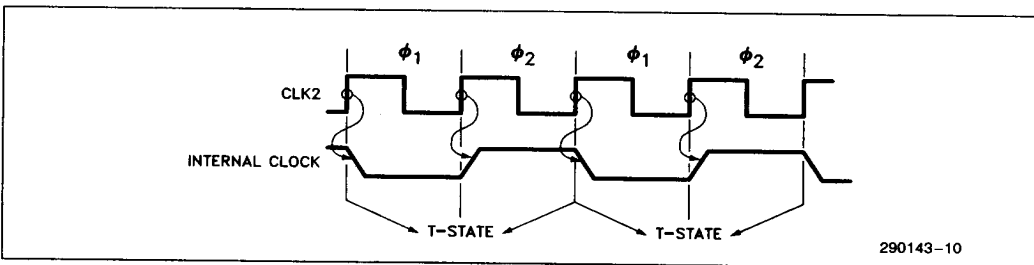 ϕ1 ϕ2 ϕ1 ϕ2
CLK2
INTERNAL CLOCK
T-STATE T-STATE
290143-10